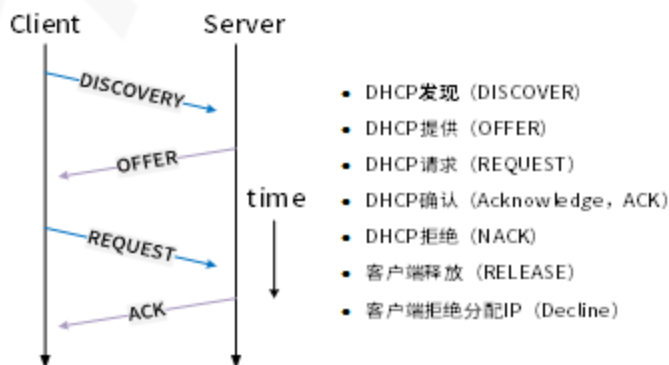 Client Server
DISCOVERY
OFFER
time
REQUEST
ACK
DHCP发现（DISCOVER）
DHCP提供（OFFER）
DHCP请求（REQUEST）
DHCP确认（Acknowledge，ACK）
DHCP拒绝（NACK）
客户端释放（RELEASE）
客户端拒绝分配IP（Decline）